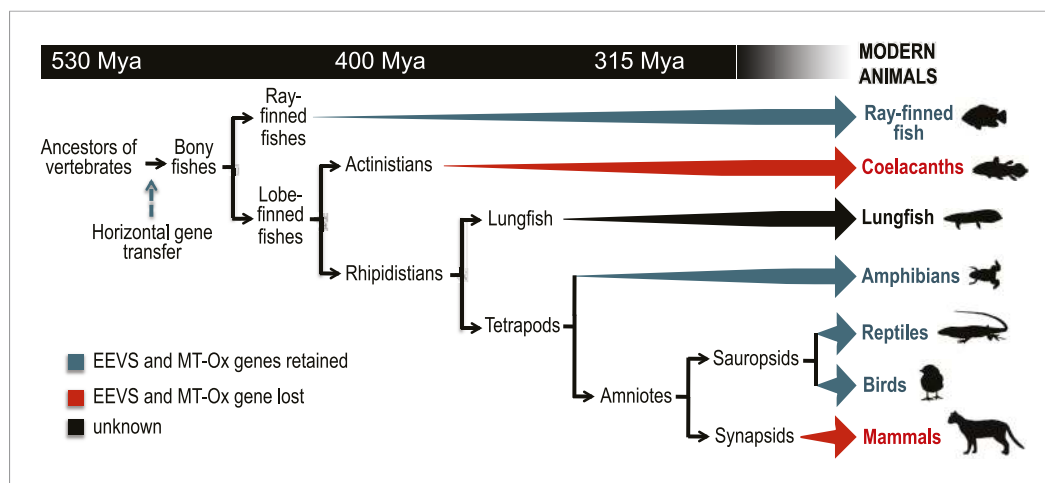 530 Mya
400 Mya
315 Mya
MODERN
ANIMALS
Ray-
finned
fishes
Ray-finned
fish
Ancestors of
vertebrates
Bony
fishes
Actinistians
Coelacanths
Lobe-
finned
fishes
Lungfish
Lungfish
Horizontal gene
transfer
Rhipidistians
Amphibians
Tetrapods
Reptiles
EEVS and MT-Ox genes retained
Sauropsids
EEVS and MT-Ox gene lost
Amniotes
Birds
unknown
Synapsids
Mammals